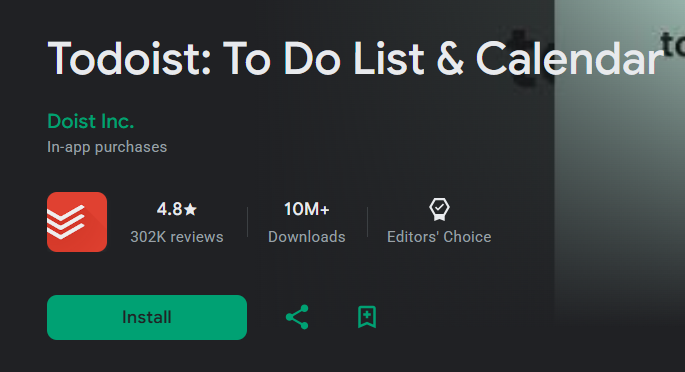 Todoist: To Do List & Calendar
Doist Inc.
In-app purchases
4.8★
302K reviews
10M+
Downloads
Editors' Choice
Install